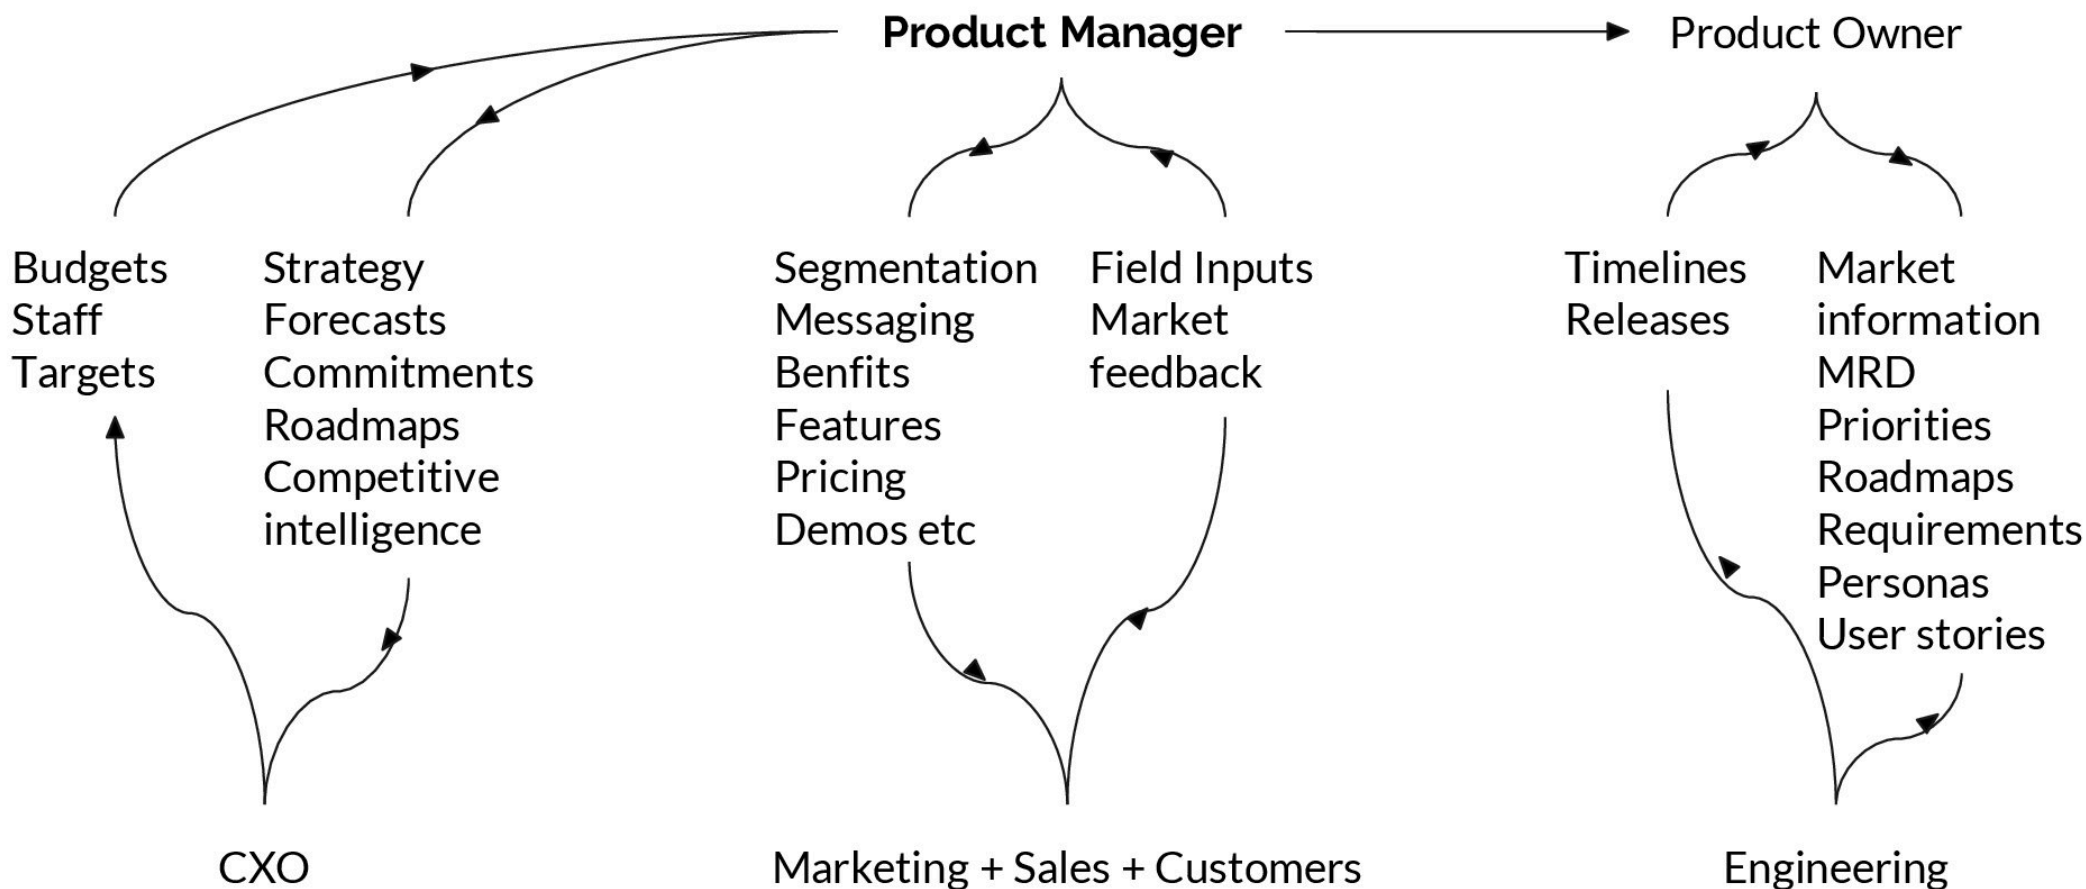 Product Manager
Product Owner
Budgets
Staff
Targets
Strategy
Forecasts
Commitments
Roadmaps
Competitive
intelligence
Segmentation
Messaging
Benfits
Features
Pricing
Demos etc
Field Inputs
Market
feedback
Timelines
Releases
Market
information
MRD
Priorities
Roadmaps
Requirements
Personas
User stories
CXO
Marketing + Sales + Customers
Engineering